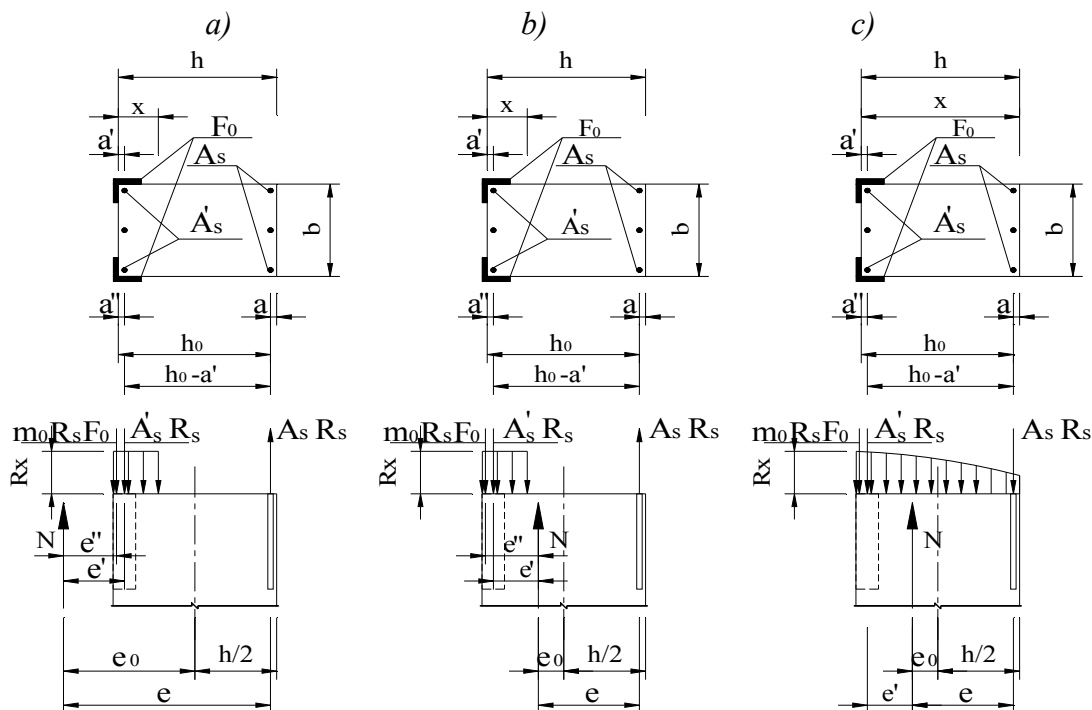 a) b) c)
h h h
x x x
a' F₀ a' F₀ a' F₀
As As As
A's b A's b A's b
a'' a a'' a a'' a
h₀ h₀ h₀
h₀-a' h₀-a' h₀-a'
m₀RsF₀ A's Rs As Rs m₀RsF₀ A's Rs As Rs m₀RsF₀ A's Rs As Rs
Rx Rx Rx
N e'' e'' N N
e' e'
e₀ h/2 e₀ h/2 e₀ h/2
e e e' e